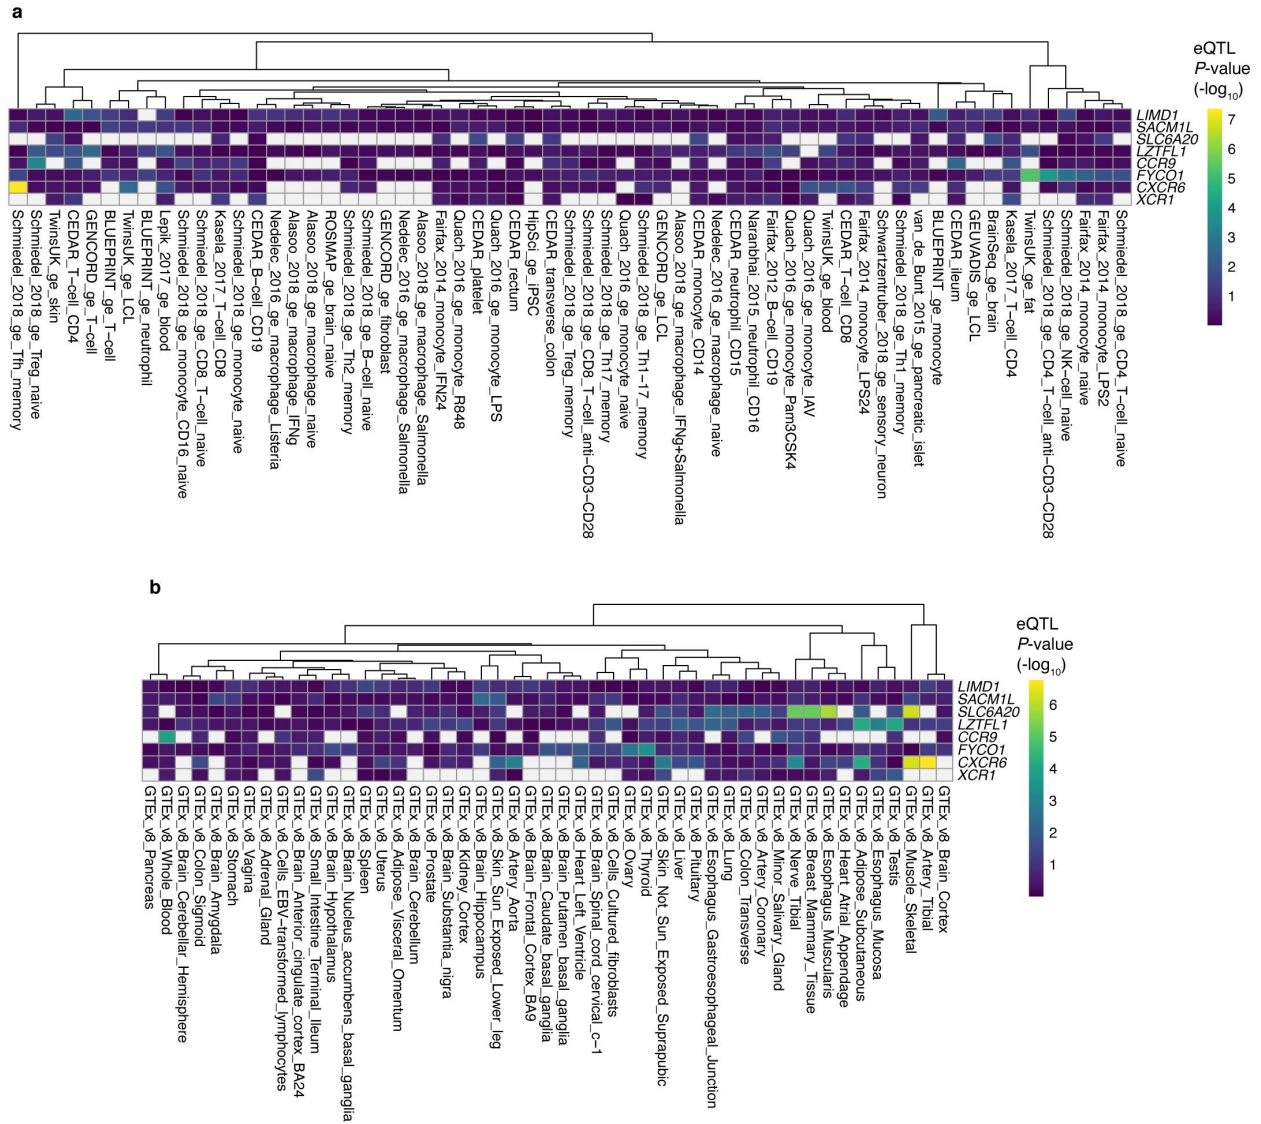 a
eQTL
P-value
(-log10)
7
6
5
4
3
2
1
LIMD1
SACM1L
SLC6A20
LZTFL1
CCR9
FYCO1
CXCR6
XCR1
Schmiedel_2018_ge_Tfh_memory
Schmiedel_2018_ge_Treg_naive
TwinsUK_ge_skin
CEDAR_T-cell_CD4
GENCORD_ge_T-cell
BLUEPRINT_ge_T-cell
TwinsUK_ge_LCL
BLUEPRINT_ge_neutrophil
Lepik_2017_ge_blood
Schmiedel_2018_ge_monocyte_CD16_naive
Schmiedel_2018_ge_CD8_T-cell_naive
Kasela_2017_T-cell_CD8
Schmiedel_2018_ge_monocyte_naive
CEDAR_B-cell_CD19
Nedelec_2016_ge_macrophage_Listeria
Alasoo_2018_ge_macrophage_IFNg
Alasoo_2018_ge_macrophage_naive
ROSMAP_ge_brain_naive
Schmiedel_2018_ge_Th2_memory
Schmiedel_2018_ge_B-cell_naive
GENCORD_ge_fibroblast
Nedelec_2016_ge_macrophage_Salmonella
Alasoo_2018_ge_macrophage_Salmonella
Fairfax_2014_monocyte_IFN24
Quach_2016_ge_monocyte_R848
CEDAR_platelet
Quach_2016_ge_monocyte_LPS
CEDAR_rectum
HipSci_ge_iPSC
CEDAR_transverse_colon
Schmiedel_2018_ge_Treg_memory
Schmiedel_2018_ge_CD8_T-cell_anti-CD3-CD28
Schmiedel_2018_ge_Th17_memory
Quach_2016_ge_monocyte_naive
Schmiedel_2018_ge_Th1-17_memory
GENCORD_ge_LCL
Alasoo_2018_ge_macrophage_IFNg+Salmonella
CEDAR_monocyte_CD14
Nedelec_2016_ge_macrophage_naive
CEDAR_neutrophil_CD15
Naranbhai_2015_neutrophil_CD16
Fairfax_2012_B-cell_CD19
Quach_2016_ge_monocyte_Pam3CSK4
Quach_2016_ge_monocyte_IAV
TwinsUK_ge_blood
CEDAR_T-cell_CD8
Fairfax_2014_monocyte_LPS24
Schwartzentruber_2018_ge_sensory_neuron
Schmiedel_2018_ge_Th1_memory
van_de_Bunt_2015_ge_pancreatic_islet
BLUEPRINT_ge_monocyte
CEDAR_ileum
GEUVADIS_ge_LCL
BrainSeq_ge_brain
Kasela_2017_T-cell_CD4
TwinsUK_ge_fat
Schmiedel_2018_ge_CD4_T-cell_anti-CD3-CD28
Schmiedel_2018_ge_NK-cell_naive
Fairfax_2014_monocyte_naive
Fairfax_2014_monocyte_LPS2
Schmiedel_2018_ge_CD4_T-cell_naive
b
eQTL
P-value
(-log10)
6
5
4
3
2
1
LIMD1
SACM1L
SLC6A20
LZTFL1
CCR9
FYCO1
CXCR6
XCR1
GTEx_v8_Pancreas
GTEx_v8_Whole_Blood
GTEx_v8_Brain_Cerebellar_Hemisphere
GTEx_v8_Colon_Sigmoid
GTEx_v8_Brain_Amygdala
GTEx_v8_Stomach
GTEx_v8_Vagina
GTEx_v8_Adrenal_Gland
GTEx_v8_Cells_EBV-transformed_lymphocytes
GTEx_v8_Brain_Anterior_cingulate_cortex_BA24
GTEx_v8_Small_Intestine_Terminal_Ileum
GTEx_v8_Brain_Hypothalamus
GTEx_v8_Brain_Nucleus_accumbens_basal_ganglia
GTEx_v8_Spleen
GTEx_v8_Uterus
GTEx_v8_Adipose_Visceral_Omentum
GTEx_v8_Brain_Cerebellum
GTEx_v8_Prostate
GTEx_v8_Brain_Substantia_nigra
GTEx_v8_Kidney_Cortex
GTEx_v8_Brain_Hippocampus
GTEx_v8_Skin_Sun_Exposed_Lower_leg
GTEx_v8_Artery_Aorta
GTEx_v8_Brain_Frontal_Cortex_BA9
GTEx_v8_Brain_Caudate_basal_ganglia
GTEx_v8_Brain_Putamen_basal_ganglia
GTEx_v8_Heart_Left_Ventricle
GTEx_v8_Brain_Spinal_cord_cervical_c-1
GTEx_v8_Cells_Cultured_fibroblasts
GTEx_v8_Ovary
GTEx_v8_Thyroid
GTEx_v8_Skin_Not_Sun_Exposed_Suprapubic
GTEx_v8_Liver
GTEx_v8_Pituitary
GTEx_v8_Esophagus_Gastroesophageal_Junction
GTEx_v8_Lung
GTEx_v8_Colon_Transverse
GTEx_v8_Artery_Coronary
GTEx_v8_Minor_Salivary_Gland
GTEx_v8_Nerve_Tibial
GTEx_v8_Breast_Mammary_Tissue
GTEx_v8_Esophagus_Muscularis
GTEx_v8_Heart_Atrial_Appendage
GTEx_v8_Adipose_Subcutaneous
GTEx_v8_Esophagus_Mucosa
GTEx_v8_Testis
GTEx_v8_Muscle_Skeletal
GTEx_v8_Artery_Tibial
GTEx_v8_Brain_Cortex